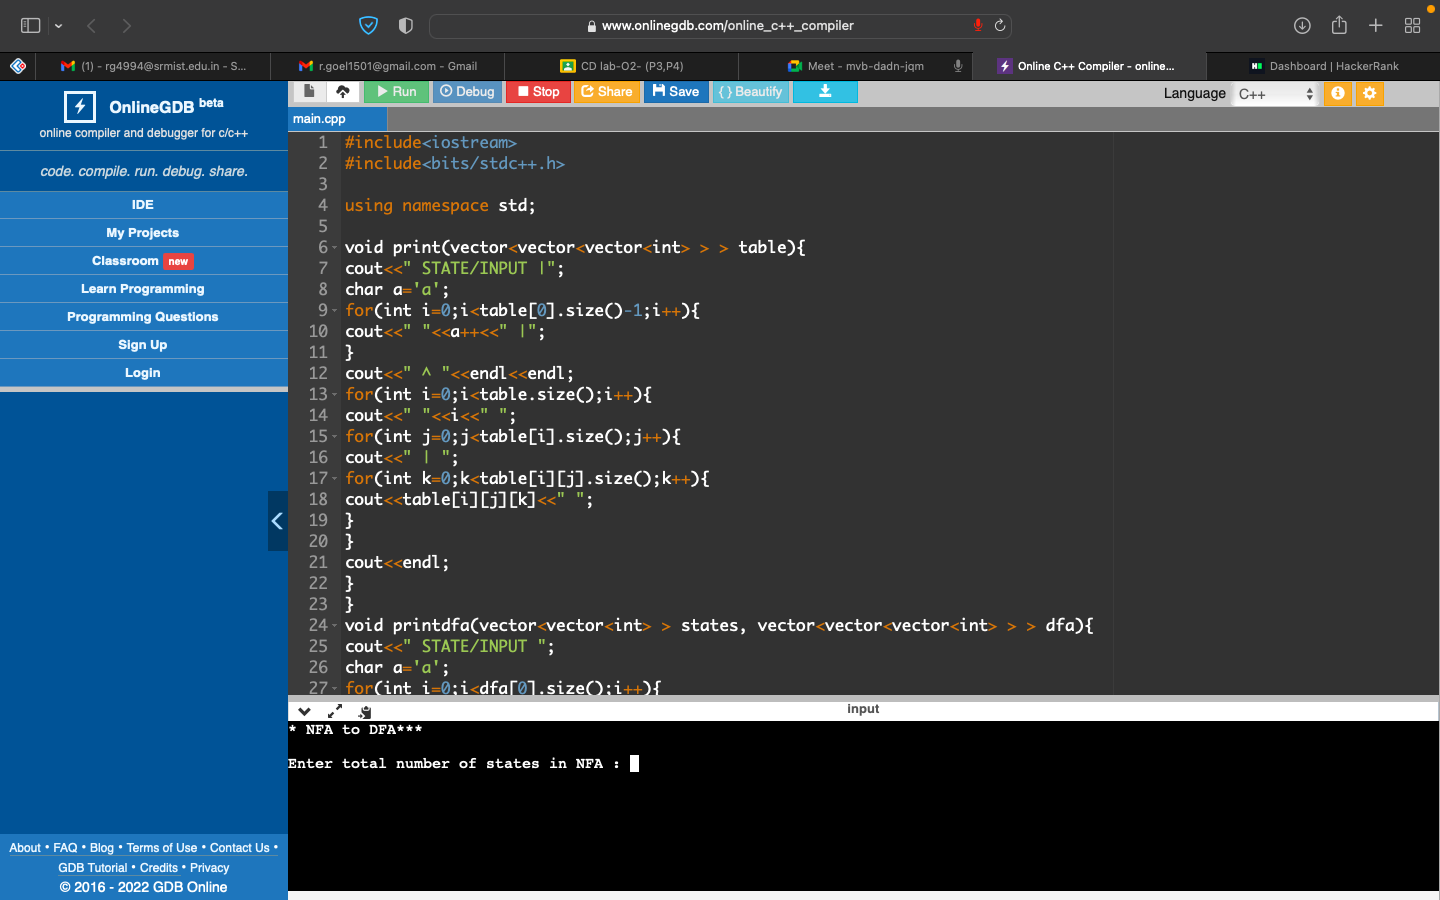 www.onlinegdb.com/online_c++_compiler
(1) - rg4994@srmist.edu.in - S...
r.goel1501@gmail.com - Gmail
CD lab-O2- (P3,P4)
Meet - mvb-dadn-jqm
Online C++ Compiler - online...
Dashboard | HackerRank
OnlineGDB beta
online compiler and debugger for c/c++
code. compile. run. debug. share.
IDE
My Projects
Classroom new
Learn Programming
Programming Questions
Sign Up
Login
About • FAQ • Blog • Terms of Use • Contact Us •
GDB Tutorial • Credits • Privacy
© 2016 - 2022 GDB Online
Run Debug Stop Share Save {} Beautify
Language C++
main.cpp
1 #include<iostream>
2 #include<bits/stdc++.h>
3
4 using namespace std;
5
6 void print(vector<vector<vector<int> > > table){
7 cout<<" STATE/INPUT |";
8 char a='a';
9 for(int i=0;i<table[0].size()-1;i++){
10 cout<<" "<<a++<<" |";
11 }
12 cout<<" ^ "<<endl<<endl;
13 for(int i=0;i<table.size();i++){
14 cout<<" "<<i<<" ";
15 for(int j=0;j<table[i].size();j++){
16 cout<<" | ";
17 for(int k=0;k<table[i][j].size();k++){
18 cout<<table[i][j][k]<<" ";
19 }
20 }
21 cout<<endl;
22 }
23 }
24 void printdfa(vector<vector<int> > states, vector<vector<vector<int> > > dfa){
25 cout<<" STATE/INPUT ";
26 char a='a';
27 for(int i=0;i<dfa[0].size();i++){
input
* NFA to DFA***
Enter total number of states in NFA :